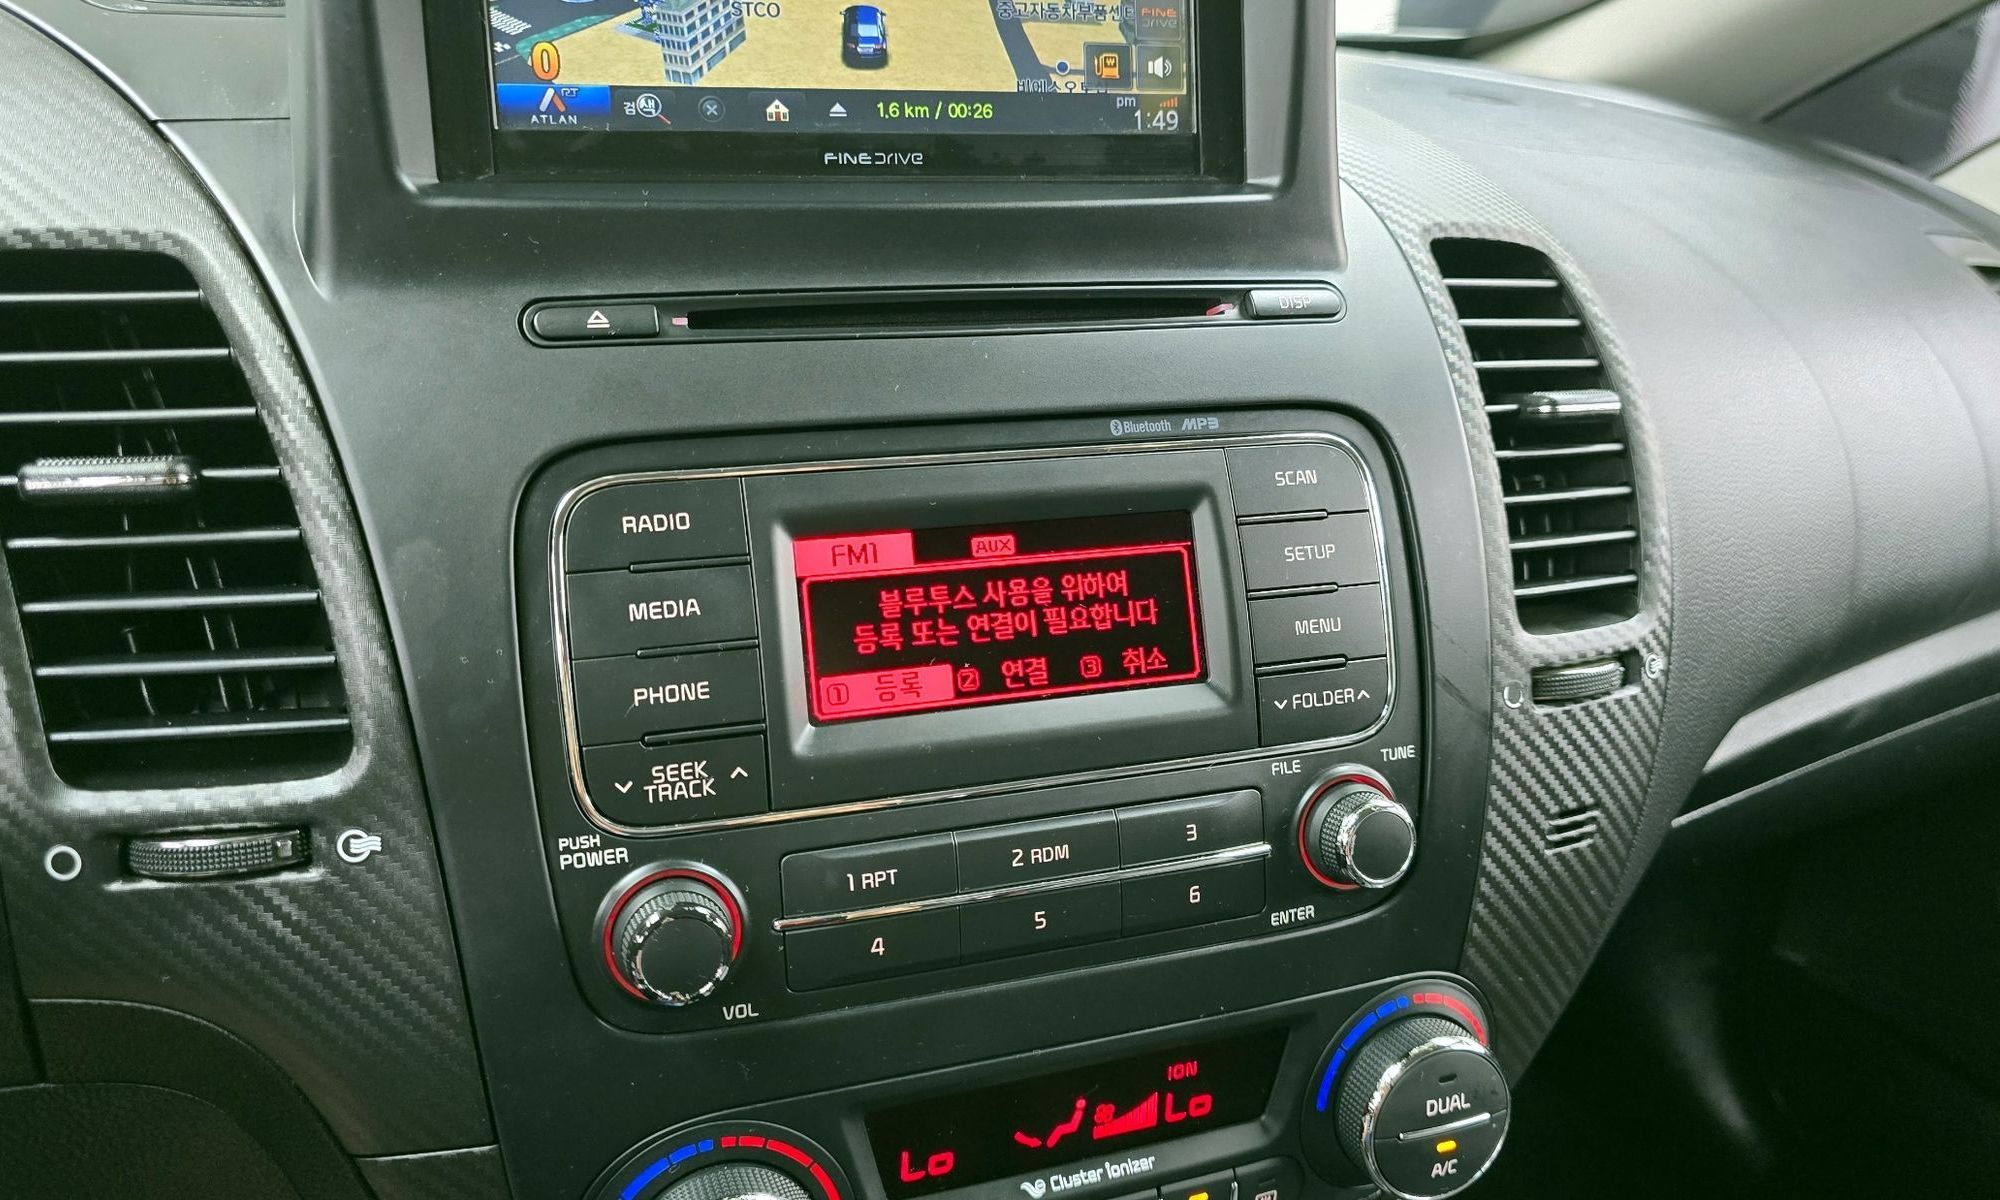 STCO
중고자동차부품센터
FINE DRIVE
0
RT
ATLAN
검색
1.6 km / 00:26
pm
1:49
FINEDRIVE
DISP
Bluetooth MP3
RADIO
MEDIA
PHONE
SEEK
TRACK
SCAN
SETUP
MENU
FOLDER
FM1 AUX
블루투스 사용을 위하여
등록 또는 연결이 필요합니다
1 등록 2 연결 3 취소
FILE
TUNE
PUSH
POWER
VOL
1 RPT
2 RDM
3
4
5
6
ENTER
ION
Lo
Lo
Cluster Ionizer
DUAL
A/C